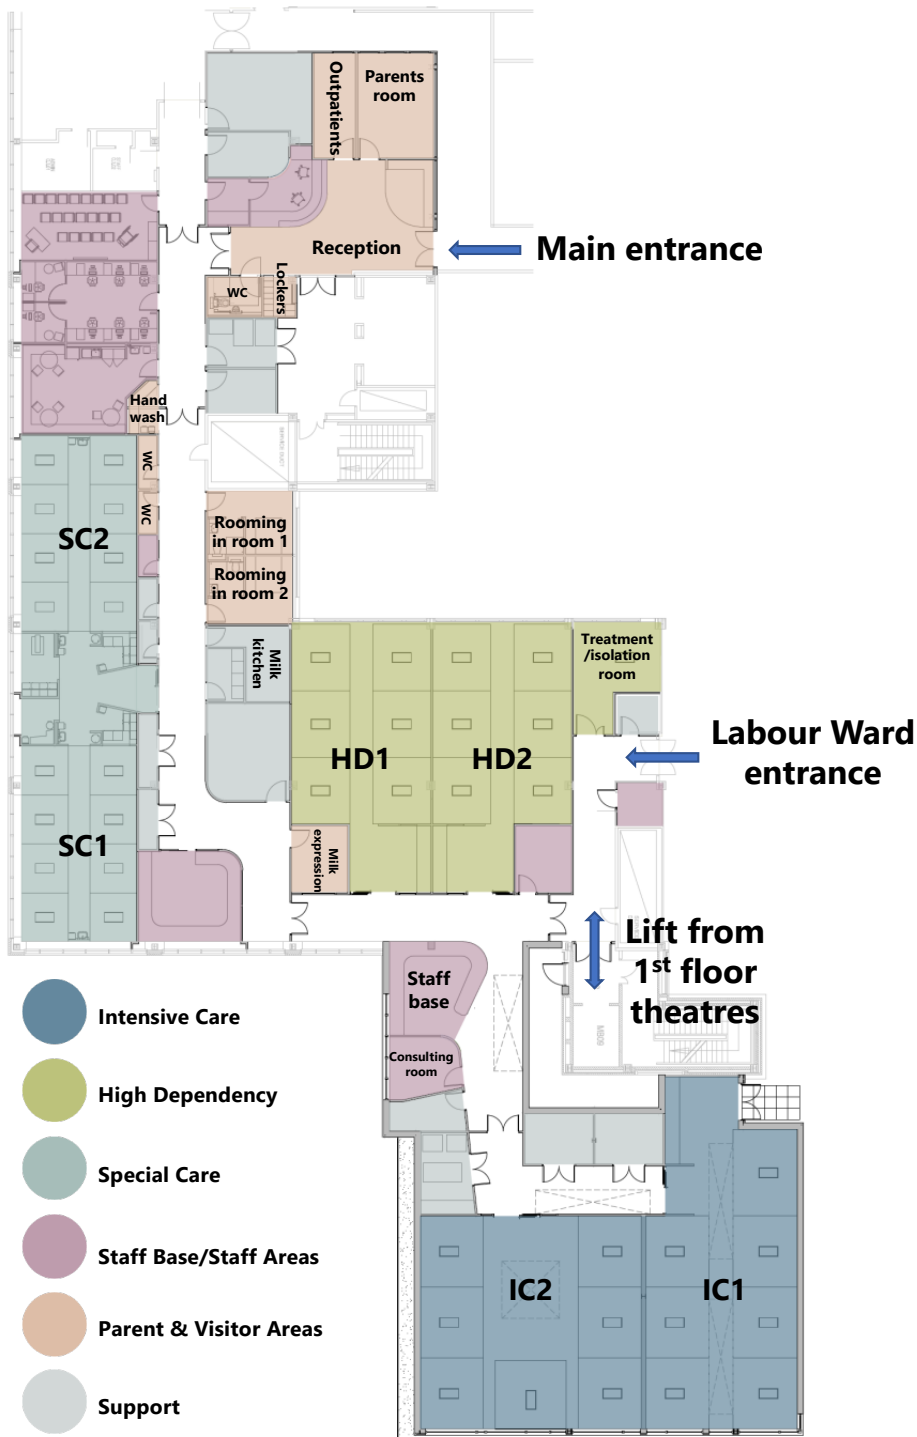 Outpatients
Parents
room
Reception
Main entrance
WC
Lockers
Hand
wash
WC
WC
SC2
Rooming
in room 1
Rooming
in room 2
Milk
kitchen
Treatment
/isolation
room
HD1
HD2
Labour Ward
entrance
SC1
Milk
expression
Lift from
1st floor
theatres
Staff
base
Consulting
room
Intensive Care
High Dependency
Special Care
Staff Base/Staff Areas
Parent & Visitor Areas
Support
IC2
IC1